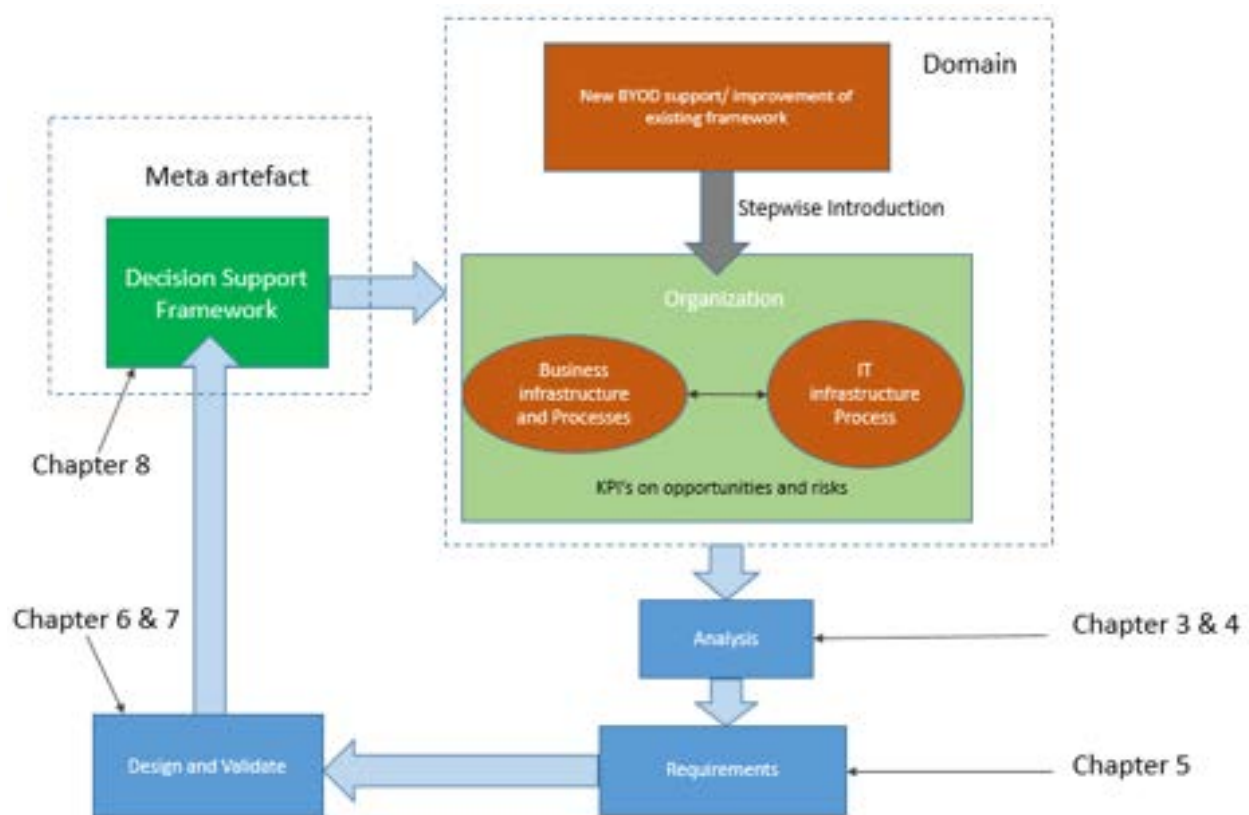 Domain
New BYOD support/ improvement of
existing framework
Stepwise Introduction
Meta artefact
Decision Support
Framework
Organization
Business
infrastructure
and Processes
IT
infrastructure
Process
KPI's on opportunities and risks
Chapter 8
Chapter 6 & 7
Analysis
Chapter 3 & 4
Design and Validate
Requirements
Chapter 5